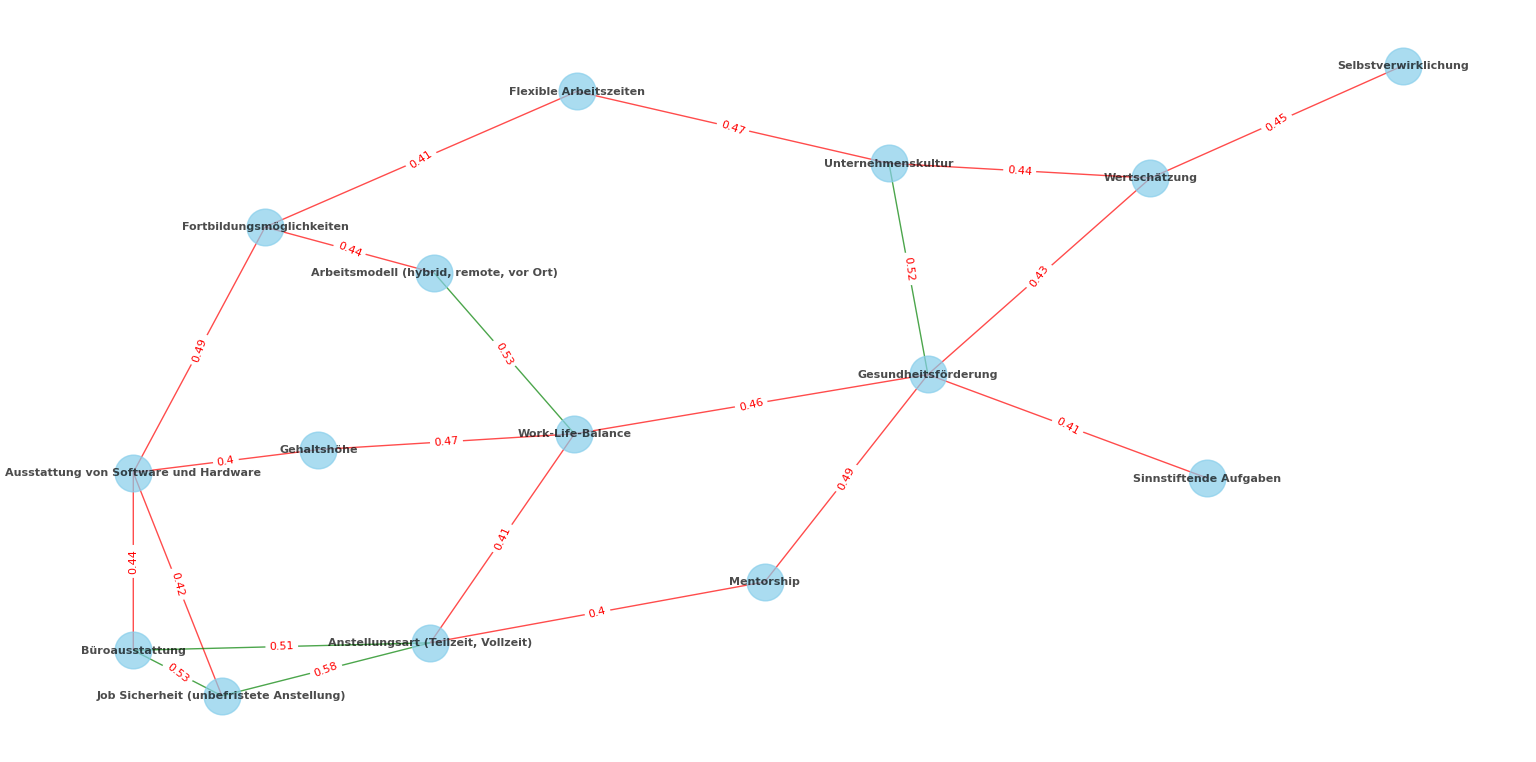 Selbstverwirklichung
Flexible Arbeitszeiten
0.45
0.47
0.41
Unternehmenskultur
0.44
Wertschätzung
Fortbildungsmöglichkeiten
0.44
Arbeitsmodell (hybrid, remote, vor Ort)
0.52
0.43
0.49
0.53
Gesundheitsförderung
0.46
0.41
Work-Life-Balance
0.47
Gehaltshöhe
0.4
Ausstattung von Software und Hardware
0.49
Sinnstiftende Aufgaben
0.41
0.44
0.42
Mentorship
0.4
Anstellungsart (Teilzeit, Vollzeit)
0.51
Büroausstattung
0.58
0.53
Job Sicherheit (unbefristete Anstellung)